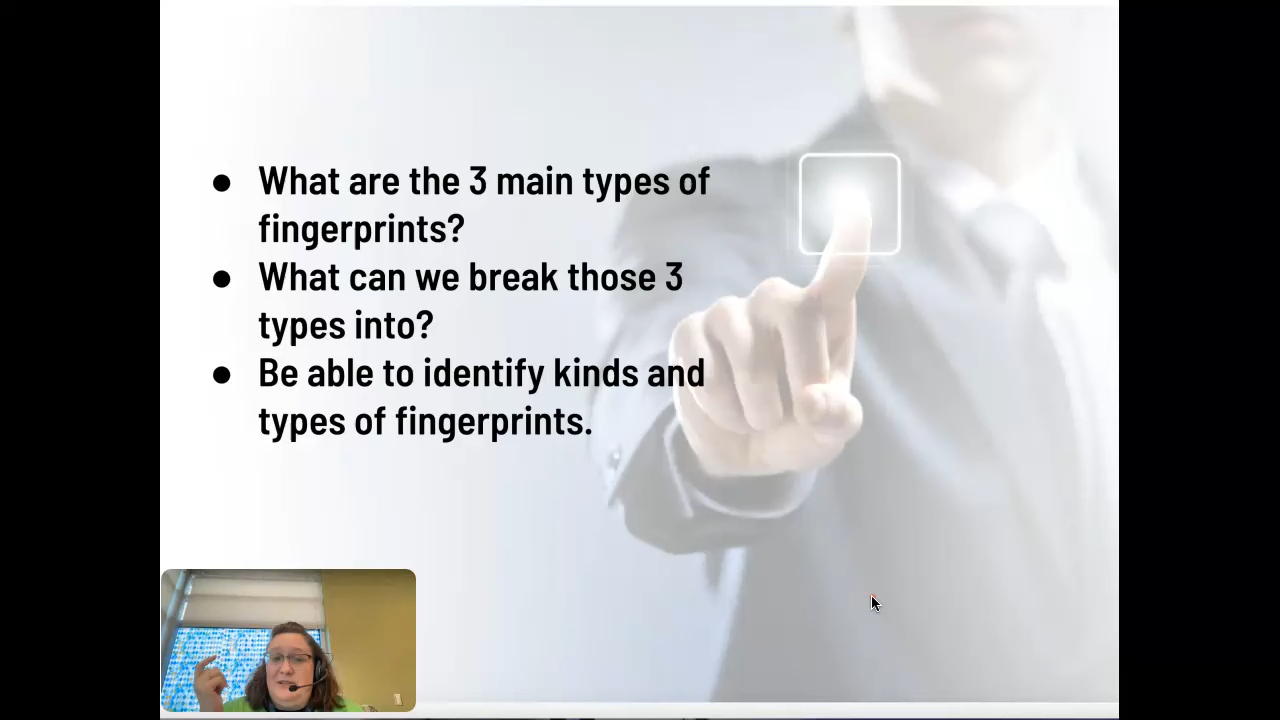 ● What are the 3 main types of
fingerprints?
● What can we break those 3
types into?
● Be able to identify kinds and
types of fingerprints.